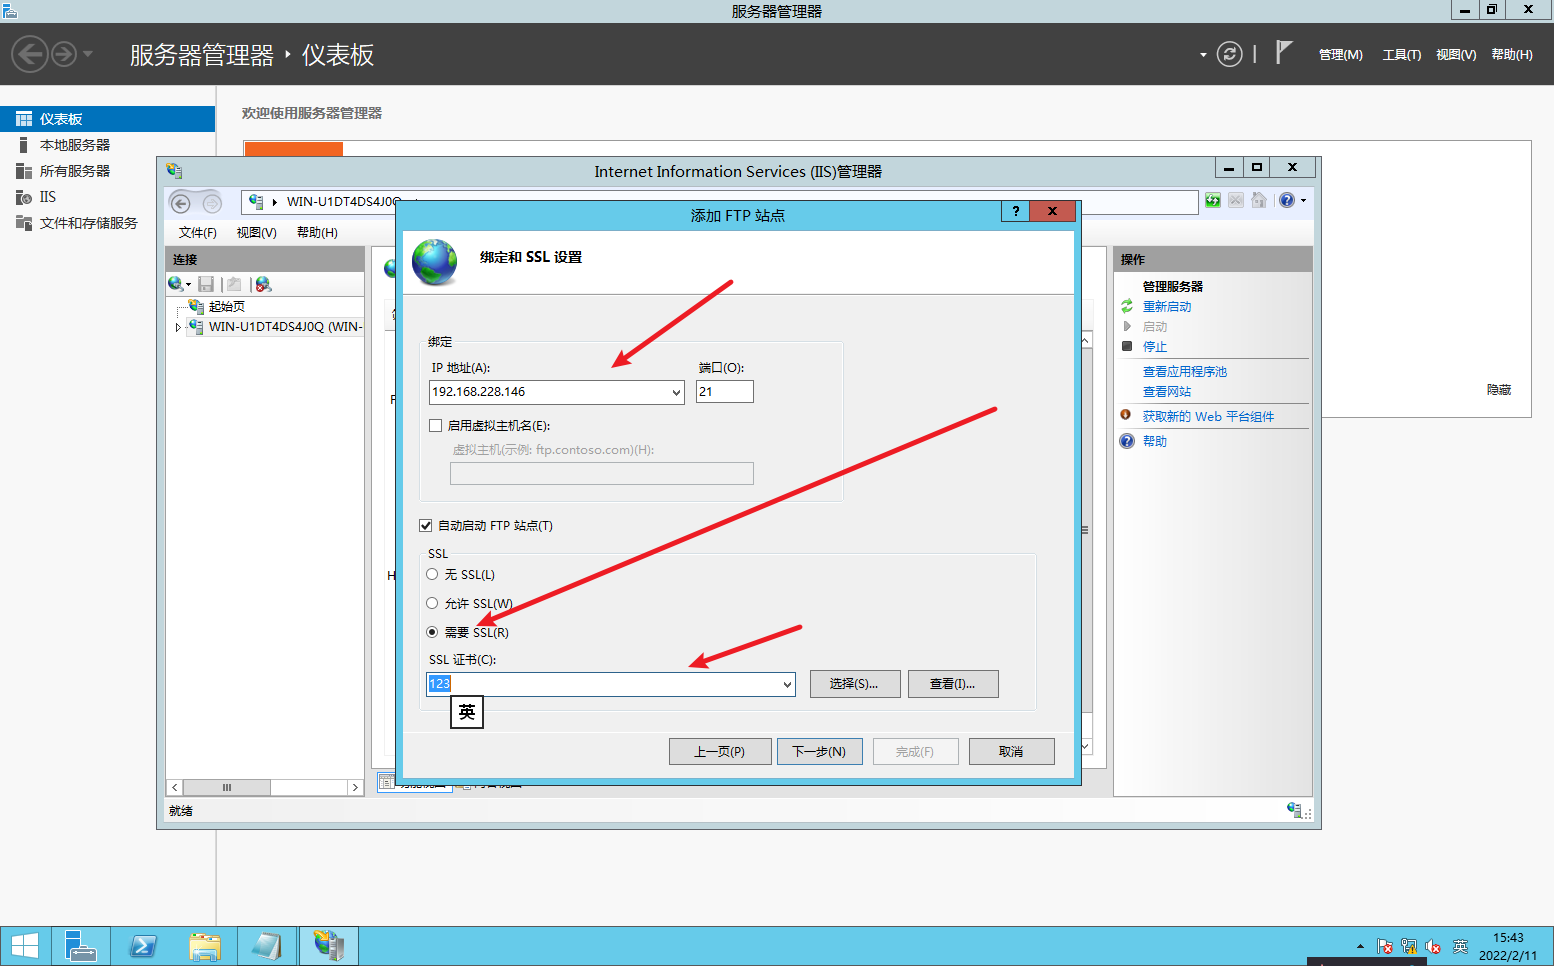 服务器管理器
服务器管理器 · 仪表板
管理(M) 工具(T) 视图(V) 帮助(H)
欢迎使用服务器管理器
仪表板
本地服务器
所有服务器
IIS
文件和存储服务
Internet Information Services (IIS)管理器
WIN-U1DT4DS4J0Q
文件(F) 视图(V) 帮助(H)
连接
起始页
WIN-U1DT4DS4J0Q (WIN-
就绪
添加 FTP 站点
?
绑定和 SSL 设置
绑定
IP 地址(A):
端口(O):
192.168.228.146
21
启用虚拟主机名(E):
虚拟主机(示例: ftp.contoso.com)(H):
自动启动 FTP 站点(T)
SSL
无 SSL(L)
允许 SSL(W)
需要 SSL(R)
SSL 证书(C):
123
选择(S)...
查看(I)...
英
上一页(P)
下一步(N)
完成(F)
取消
操作
管理服务器
重新启动
启动
停止
查看应用程序池
查看网站
获取新的 Web 平台组件
帮助
隐藏
英
15:43
2022/2/11